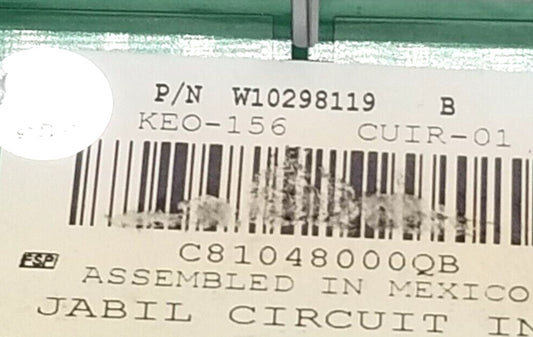 P/N W10298119 B
KEO-156 CUIR-01
C81048000QB
ESP
ASSEMBLED IN MEXICO
JABIL CIRCUIT IN